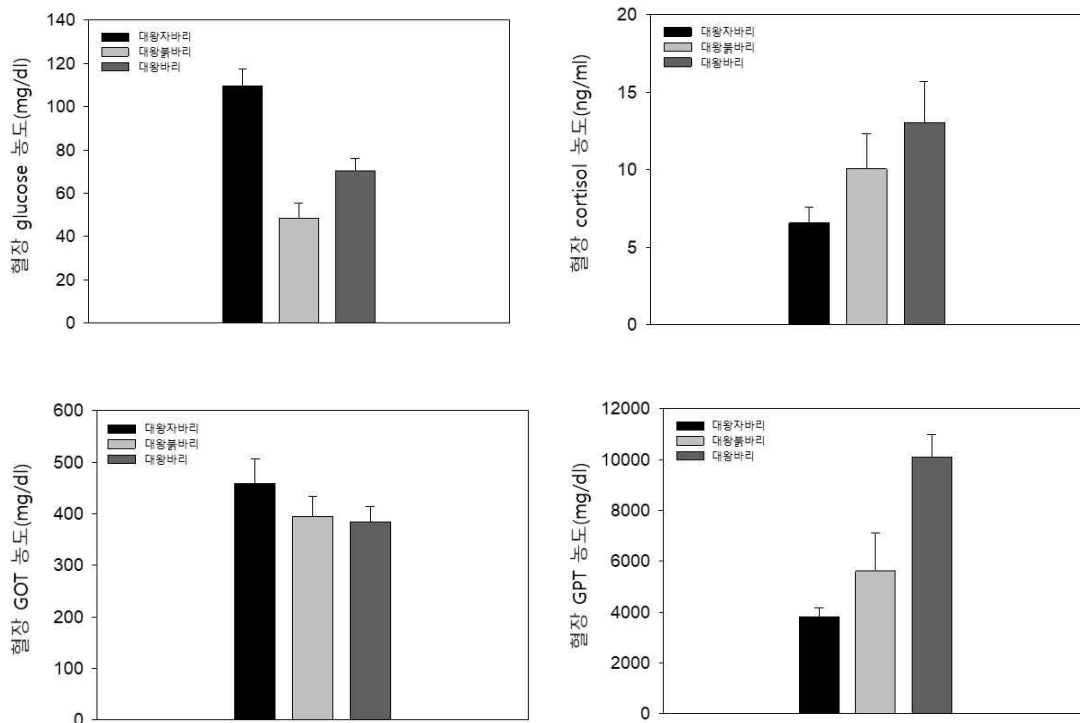 혈장 glucose 농도(mg/dl)
140
120
100
80
60
40
20
0
대왕자바리
대왕붉바리
대왕바리
혈장 cortisol 농도(ng/ml)
20
15
10
5
0
대왕자바리
대왕붉바리
대왕바리
혈장 GOT 농도(mg/dl)
600
500
400
300
200
100
0
대왕자바리
대왕붉바리
대왕바리
혈장 GPT 농도(mg/dl)
12000
10000
8000
6000
4000
2000
0
대왕자바리
대왕붉바리
대왕바리